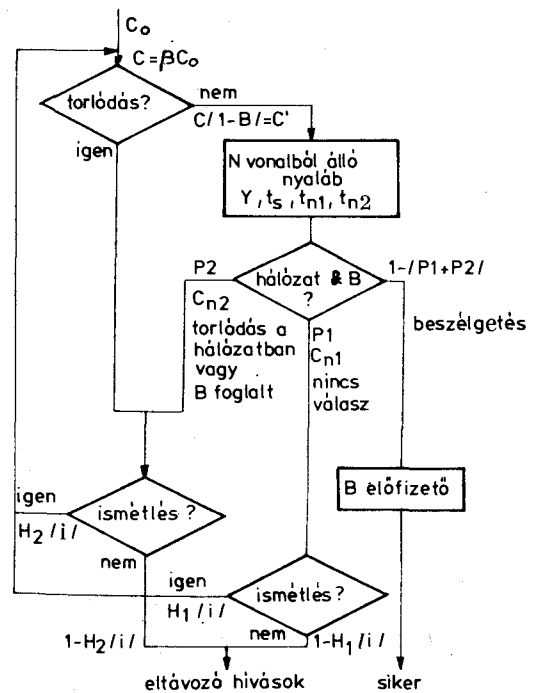 C₀
C=βC₀
torlódás?
nem
C/1-B/=C'
igen
N vonalból álló
nyaláb
Y, tₛ, tₙ₁, tₙ₂
P2
hálózat & B
?
1-/P1+P2/
Cₙ₂
torlódás a
hálózatban
vagy
B foglalt
P1
Cₙ₁
nincs
válasz
beszélgetés
B előfizető
igen
H₂/i/
ismétlés?
nem
igen
H₁/i/
ismétlés?
nem
1-H₂/i/
1-H₁/i/
eltávozó hívások
siker